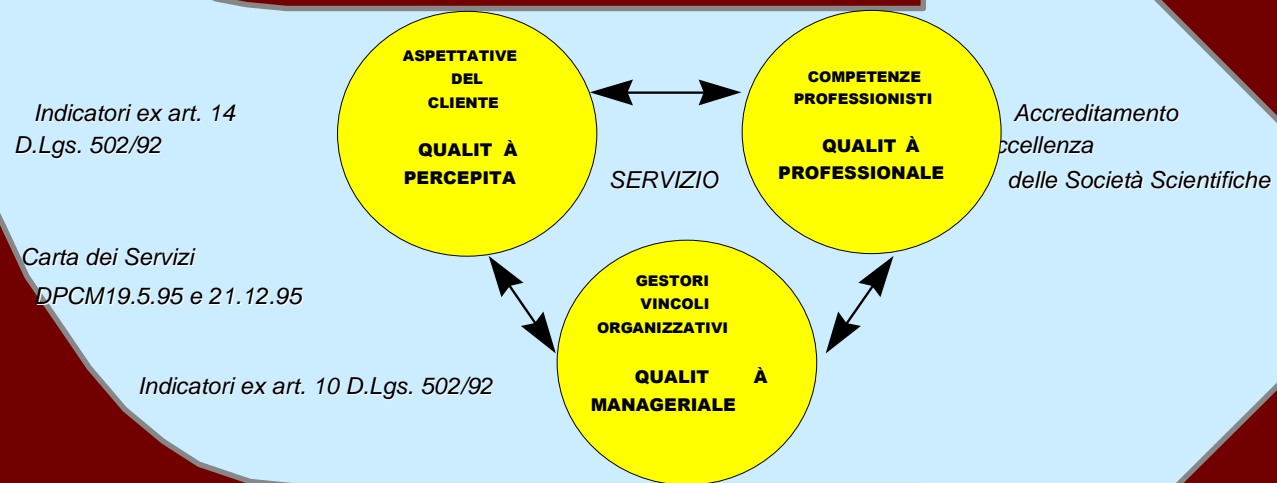 Indicatori ex art. 14
D.Lgs. 502/92
Carta dei Servizi
DPCM19.5.95 e 21.12.95
Indicatori ex art. 10 D.Lgs. 502/92
ASPETTATIVE
DEL
CLIENTE
QUALIT À
PERCEPITA
SERVIZIO
COMPETENZE
PROFESSIONISTI
QUALIT À
PROFESSIONALE
GESTORI
VINCOLI
ORGANIZZATIVI
QUALIT À
MANAGERIALE
Accreditamento
ccellenza
delle Società Scientifiche